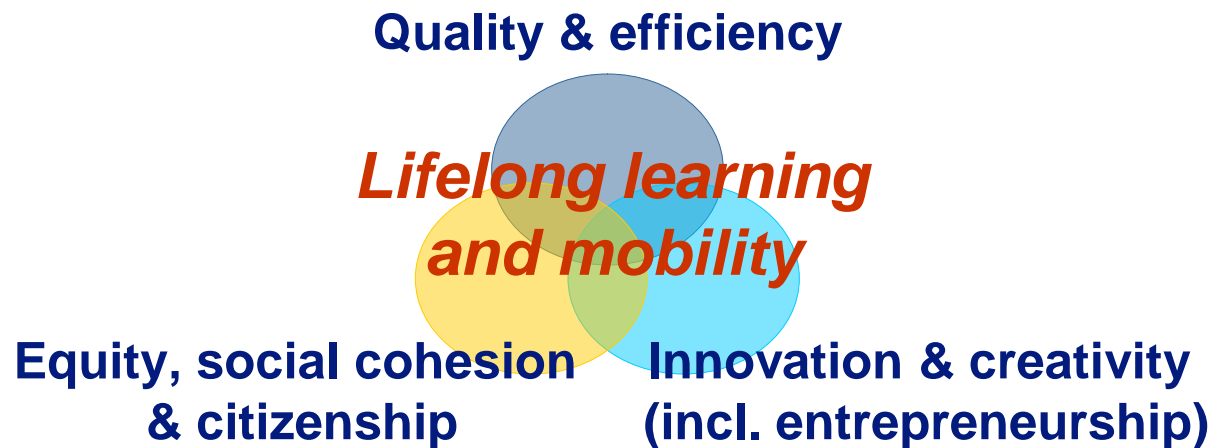 Quality & efficiency
Lifelong learning
and mobility
Equity, social cohesion
& citizenship
Innovation & creativity
(incl. entrepreneurship)